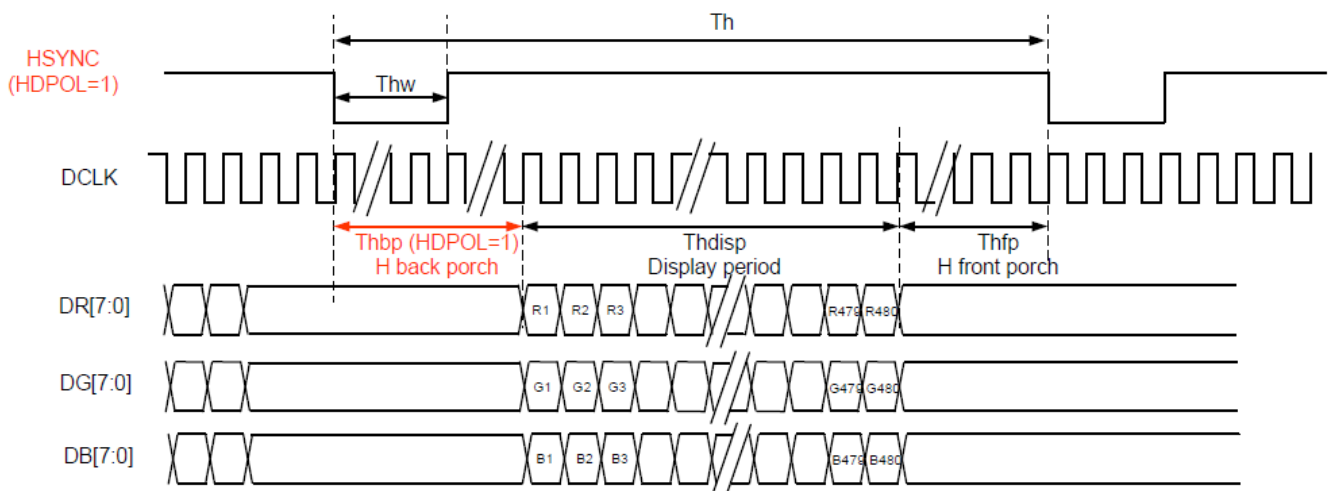 Th
HSYNC
(HDPOL=1)
Thw
DCLK
Thbp (HDPOL=1)
H back porch
Thdisp
Display period
Thfp
H front porch
DR[7:0]
R1 R2 R3 R479 R480
DG[7:0]
G1 G2 G3 G479 G480
DB[7:0]
B1 B2 B3 B479 B480